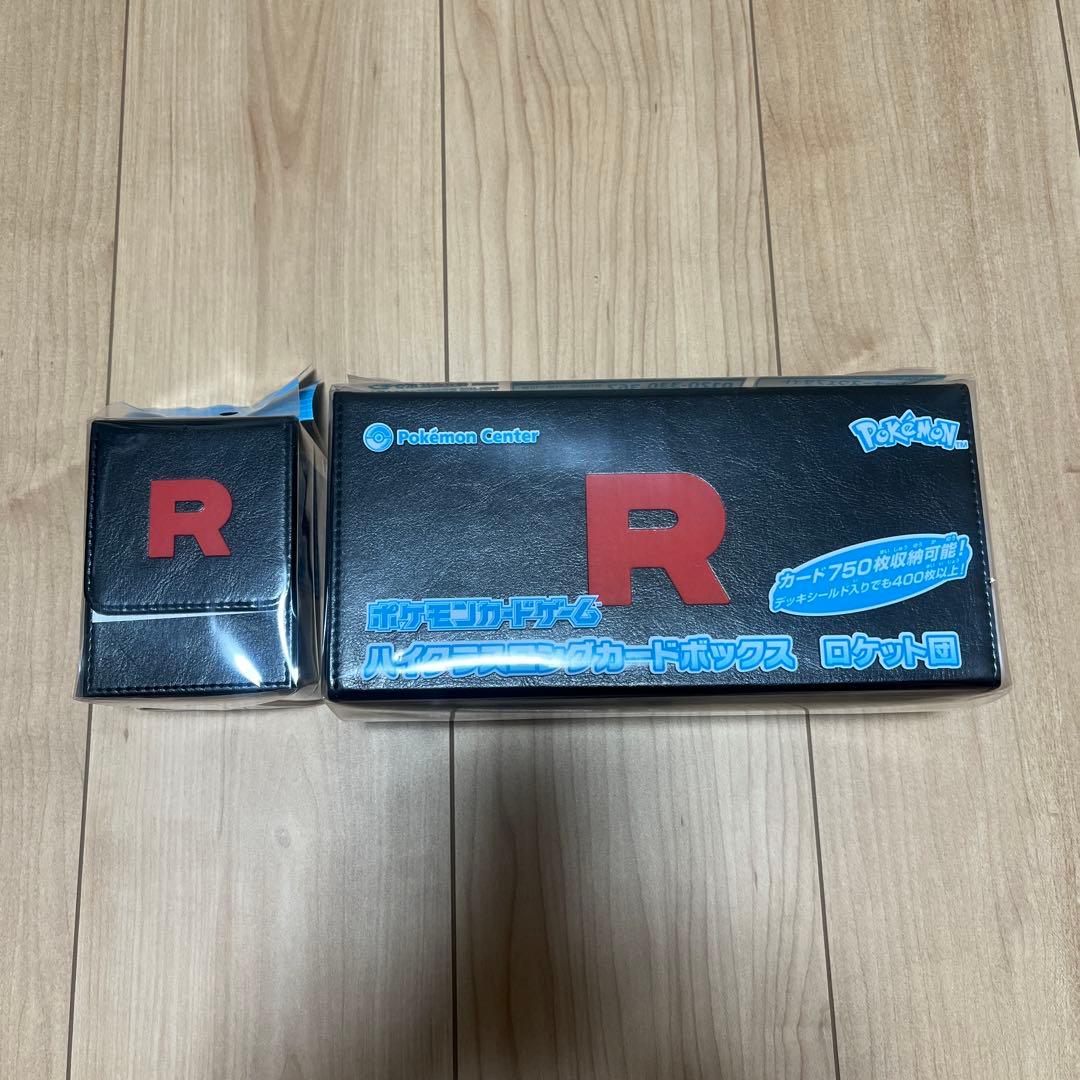 R
Pokémon Center
POKéMON™
R
カード750枚収納可能!
デッキシールド入りでも400枚以上!
ポケモンカードゲーム
ハイクラスロングカードボックス ロケット団